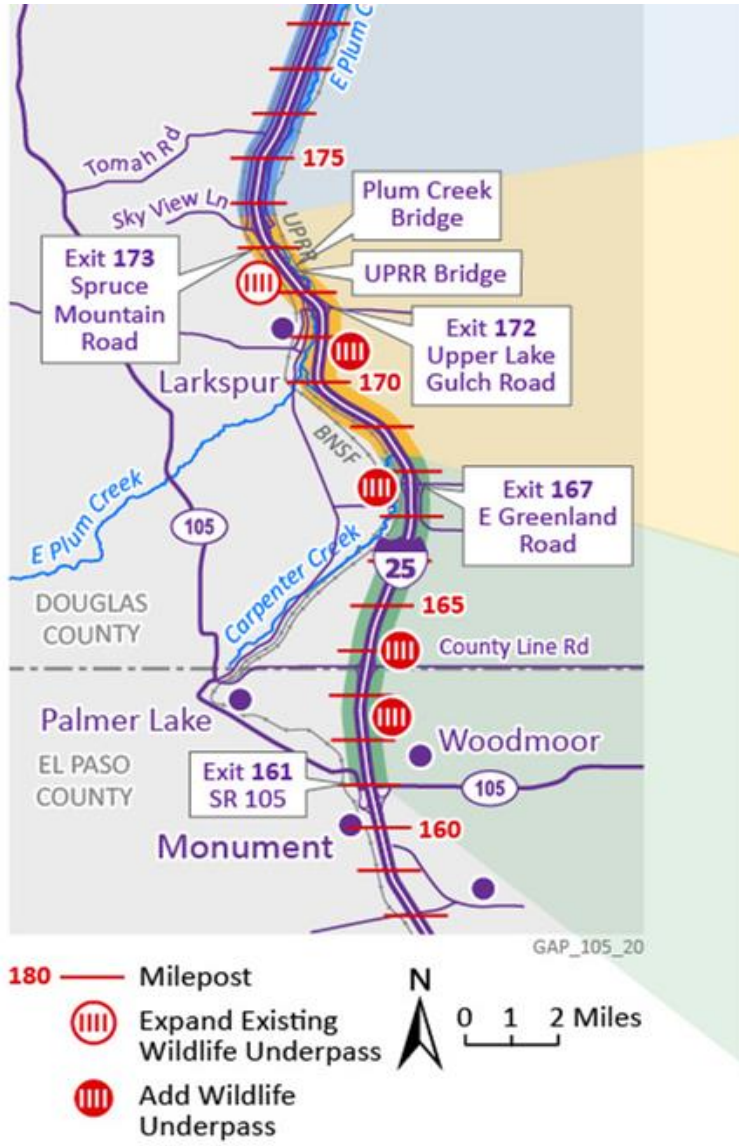 E Plum C
Tomah Rd
175
Sky View Ln
UPRR
Plum Creek
Bridge
Exit 173
Spruce
Mountain
Road
UPRR Bridge
Exit 172
Upper Lake
Gulch Road
Larkspur
170
BNSF
E Plum Creek
Exit 167
E Greenland
Road
105
Carpenter Creek
25
DOUGLAS
COUNTY
165
County Line Rd
Palmer Lake
Woodmoor
EL PASO
COUNTY
Exit 161
SR 105
105
160
Monument
GAP_105_20
180 Milepost
Expand Existing
Wildlife Underpass
Add Wildlife
Underpass
N
0 1 2 Miles